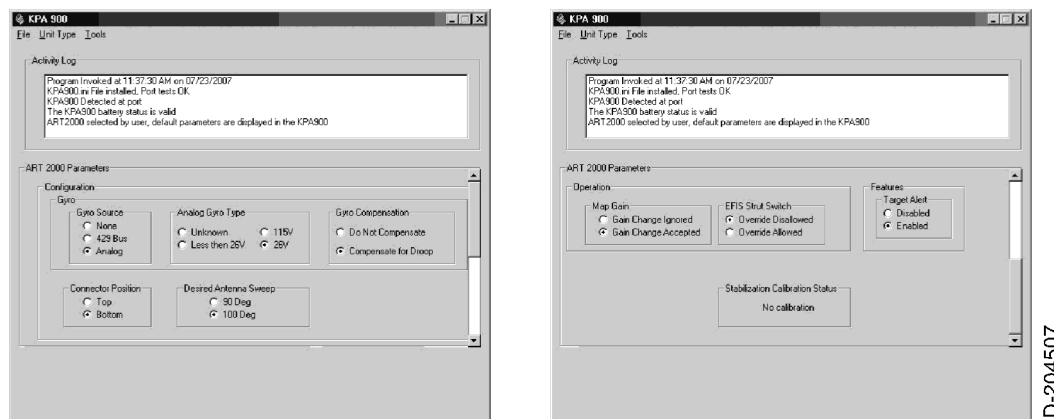 KPA 900
File Unit Type Tools
Activity Log
Program Invoked at 11:37:30 AM on 07/23/2007
KPA900.ini File installed, Port tests OK
KPA900 Detected at port
The KPA900 battery status is valid
ART2000 selected by user, default parameters are displayed in the KPA900
ART 2000 Parameters
Configuration
Gyro
Gyro Source
None
429 Bus
Analog
Analog Gyro Type
Unknown
115V
Less then 26V
26V
Gyro Compensation
Do Not Compensate
Compensate for Droop
Connector Position
Top
Bottom
Desired Antenna Sweep
90 Deg
100 Deg
KPA 900
File Unit Type Tools
Activity Log
Program Invoked at 11:37:30 AM on 07/23/2007
KPA900.ini File installed, Port tests OK
KPA900 Detected at port
The KPA900 battery status is valid
ART2000 selected by user, default parameters are displayed in the KPA900
ART 2000 Parameters
Operation
Map Gain
Gain Change Ignored
Gain Change Accepted
EFIS Strut Switch
Override Disallowed
Override Allowed
Features
Target Alert
Disabled
Enabled
Stabilization Calibration Status
No calibration
D-204507